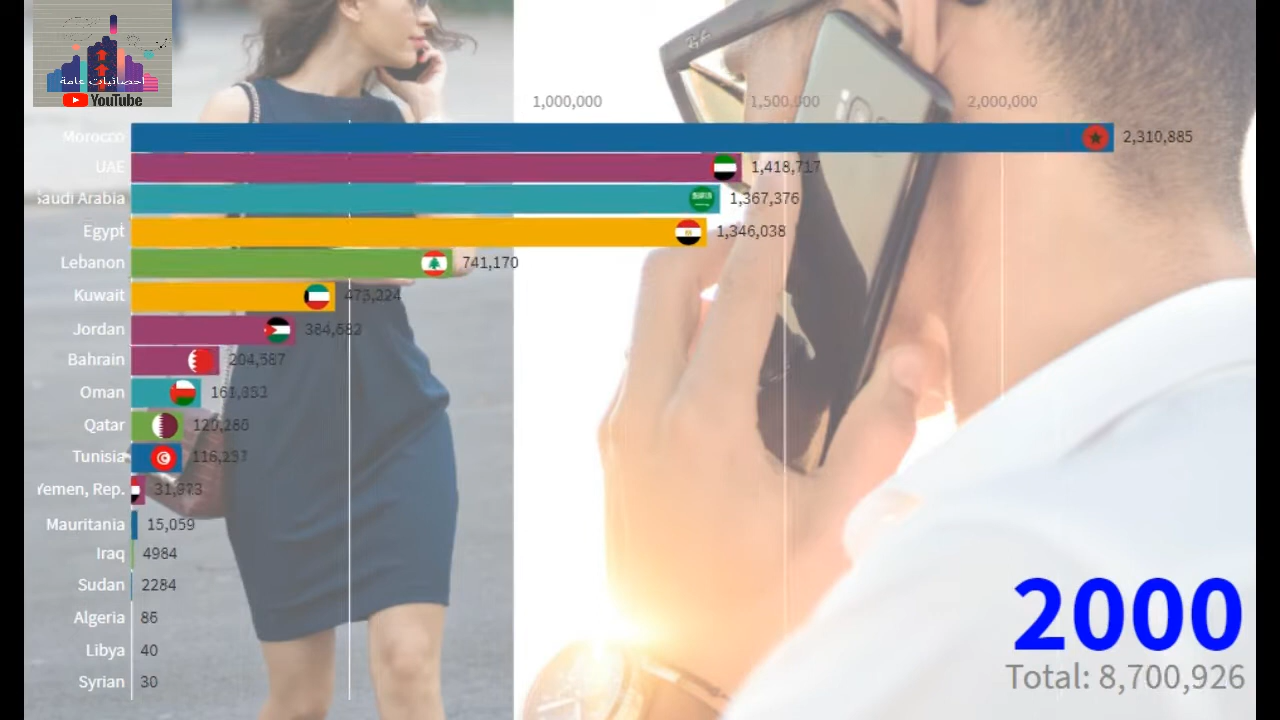 احصائيات عامة
YouTube
Ray-Ban
1,000,000 1,500,000 2,000,000
Morocco 2,310,885
UAE 1,418,717
Saudi Arabia 1,367,376
Egypt 1,346,038
Lebanon 741,170
Kuwait
Jordan
Bahrain 204,587
Oman
Qatar
Tunisia
Yemen, Rep.
Mauritania 15,059
Iraq 4984
Sudan 2284
Algeria 86
Libya 40
Syrian 30
2000
Total: 8,700,926